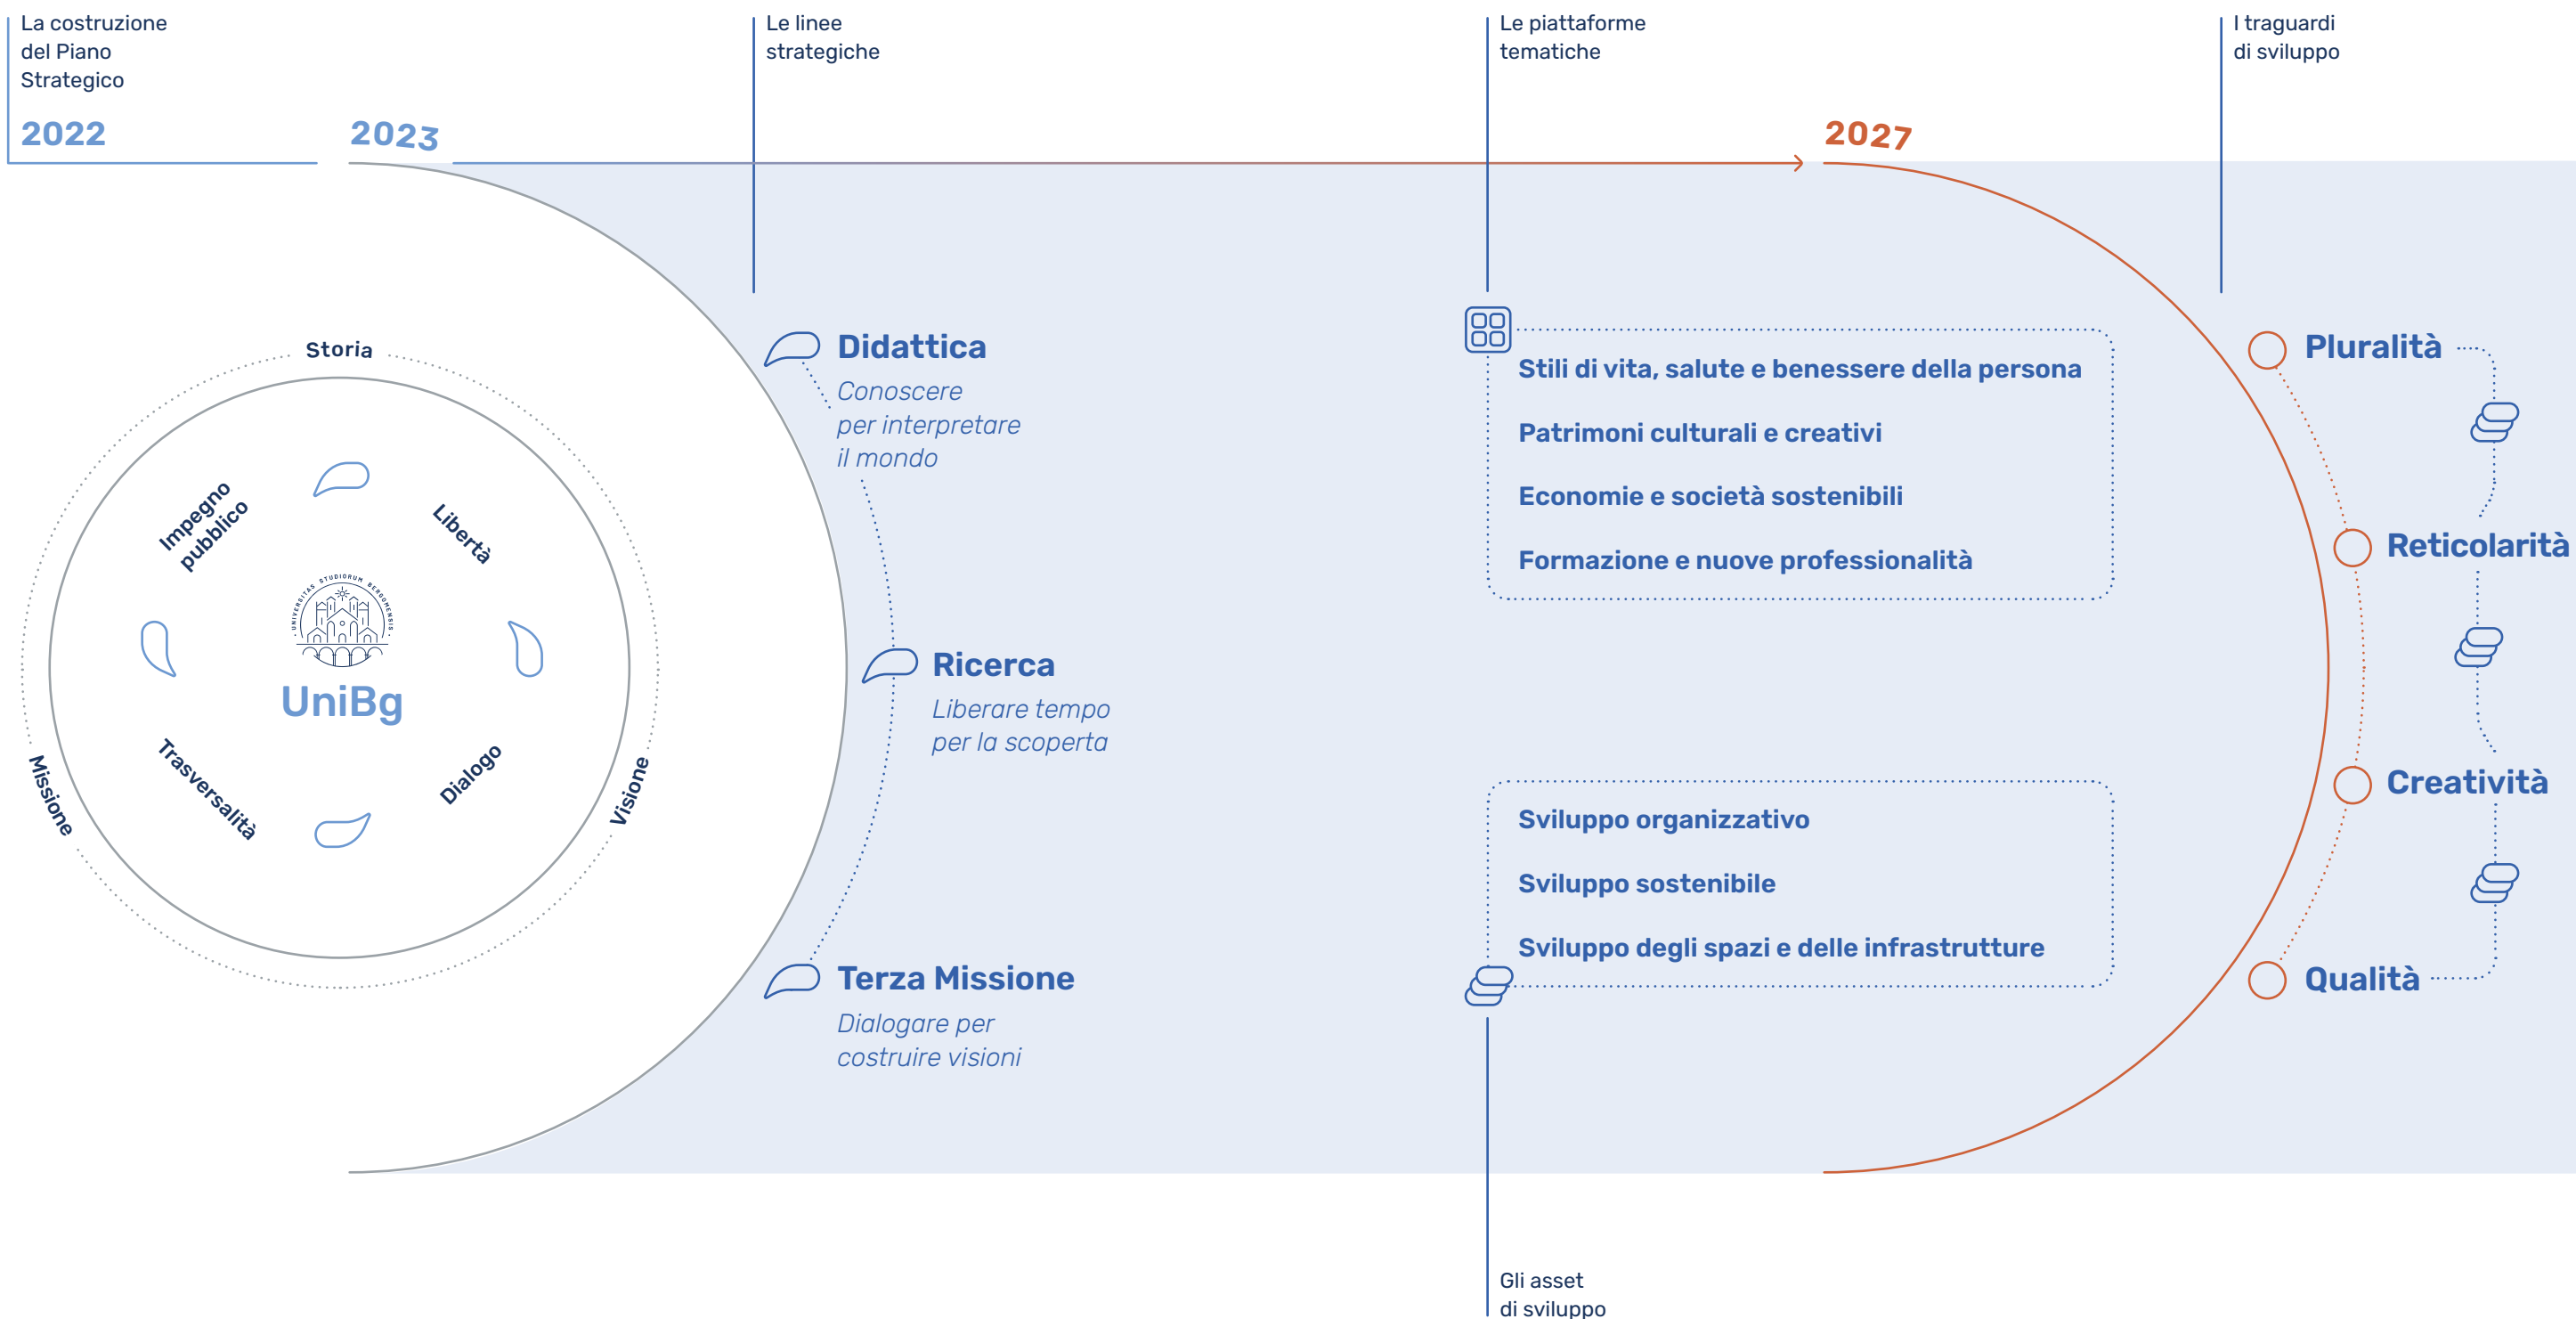 La costruzione
del Piano
Strategico
2022
2023
Le linee
strategiche
Le piattaforme
tematiche
2027
I traguardi
di sviluppo
Storia
Impegno
pubblico
Libertà
UNIVERSITAS STUDIORUM BERGOMENSIS
UniBg
Trasversalità
Dialogo
Missione
Visione
Didattica
Conoscere
per interpretare
il mondo
Ricerca
Liberare tempo
per la scoperta
Terza Missione
Dialogare per
costruire visioni
Stili di vita, salute e benessere della persona
Patrimoni culturali e creativi
Economie e società sostenibili
Formazione e nuove professionalità
Sviluppo organizzativo
Sviluppo sostenibile
Sviluppo degli spazi e delle infrastrutture
Gli asset
di sviluppo
Pluralità
Reticolarità
Creatività
Qualità